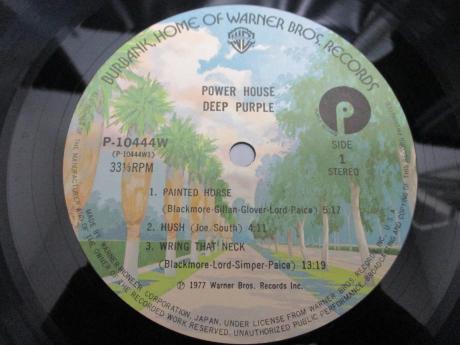 BURBANK, HOME OF WARNER BROS. RECORDS
POWER HOUSE
DEEP PURPLE
P
P-10444W
(P-10444W1)
33⅓RPM
SIDE
1
STEREO
1. PAINTED HORSE
(Blackmore-Gillan-Glover-Lord-Paice) 5:17
2. HUSH (Joe. South) 4:11
3. WRING THAT NECK
(Blackmore-Lord-Simper-Paice) 13:19
Ⓟ 1977 Warner Bros. Records Inc.
MADE BY WARNER-PIONEER CORPORATION, JAPAN, UNDER LICENSE FROM WARNER BROS. RECORDS INC., U.S.A.
OF THE MANUFACTURER AND THE OWNER OF THE RECORDED WORK RESERVED. UNAUTHORIZED PUBLIC PERFORMANCE, BROADCASTING AND COPYING OF THIS